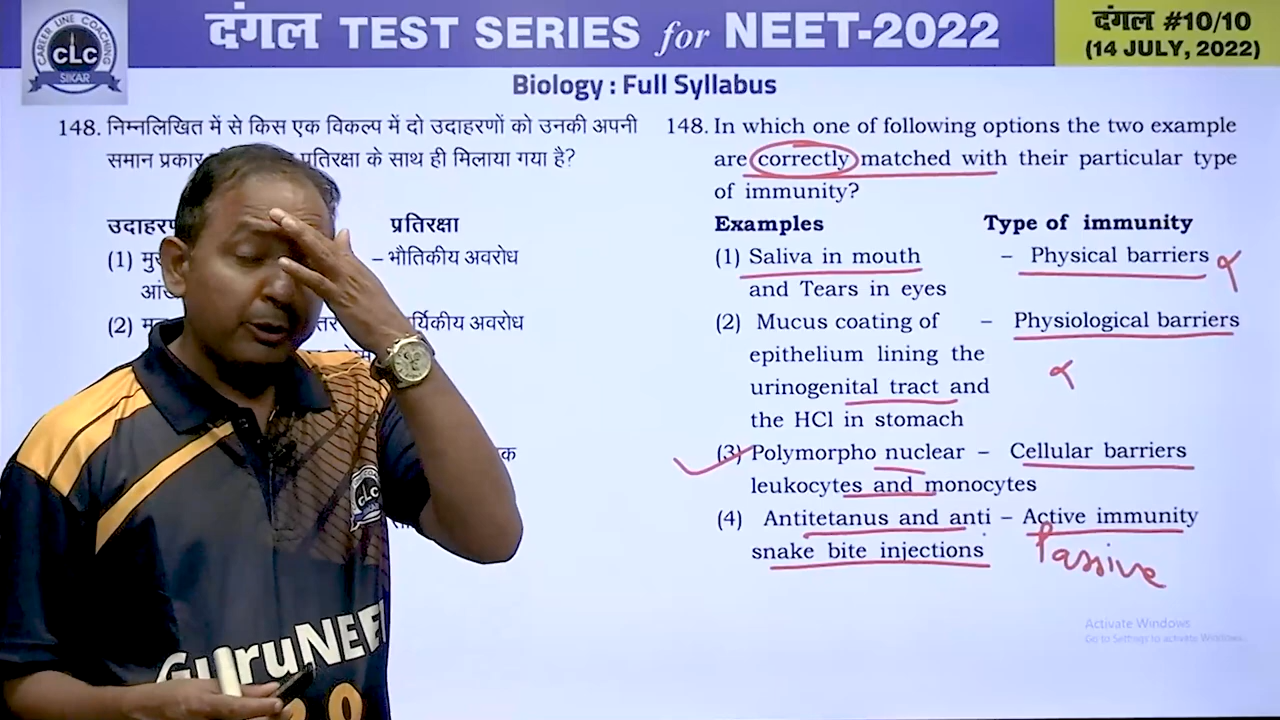 CAREER LINE COACHING
CLC
SIKAR
दंगल TEST SERIES for NEET-2022
दंगल #10/10
(14 JULY, 2022)
Biology : Full Syllabus
148. निम्नलिखित में से किस एक विकल्प में दो उदाहरणों को उनकी अपनी
समान प्रकार प्रतिरक्षा के साथ ही मिलाया गया है?
प्रतिरक्षा
(1) – भौतिकीय अवरोध
(2)
148. In which one of following options the two example
are correctly matched with their particular type
of immunity?
Examples Type of immunity
(1) Saliva in mouth – Physical barriers
and Tears in eyes
(2) Mucus coating of – Physiological barriers
epithelium lining the
urinogenital tract and
the HCl in stomach
(3) Polymorpho nuclear – Cellular barriers
leukocytes and monocytes
(4) Antitetanus and anti – Active immunity
snake bite injections Passive
Activate Windows
Go to Settings to activate Windows.
CLC
SIKAR
GuruNEET